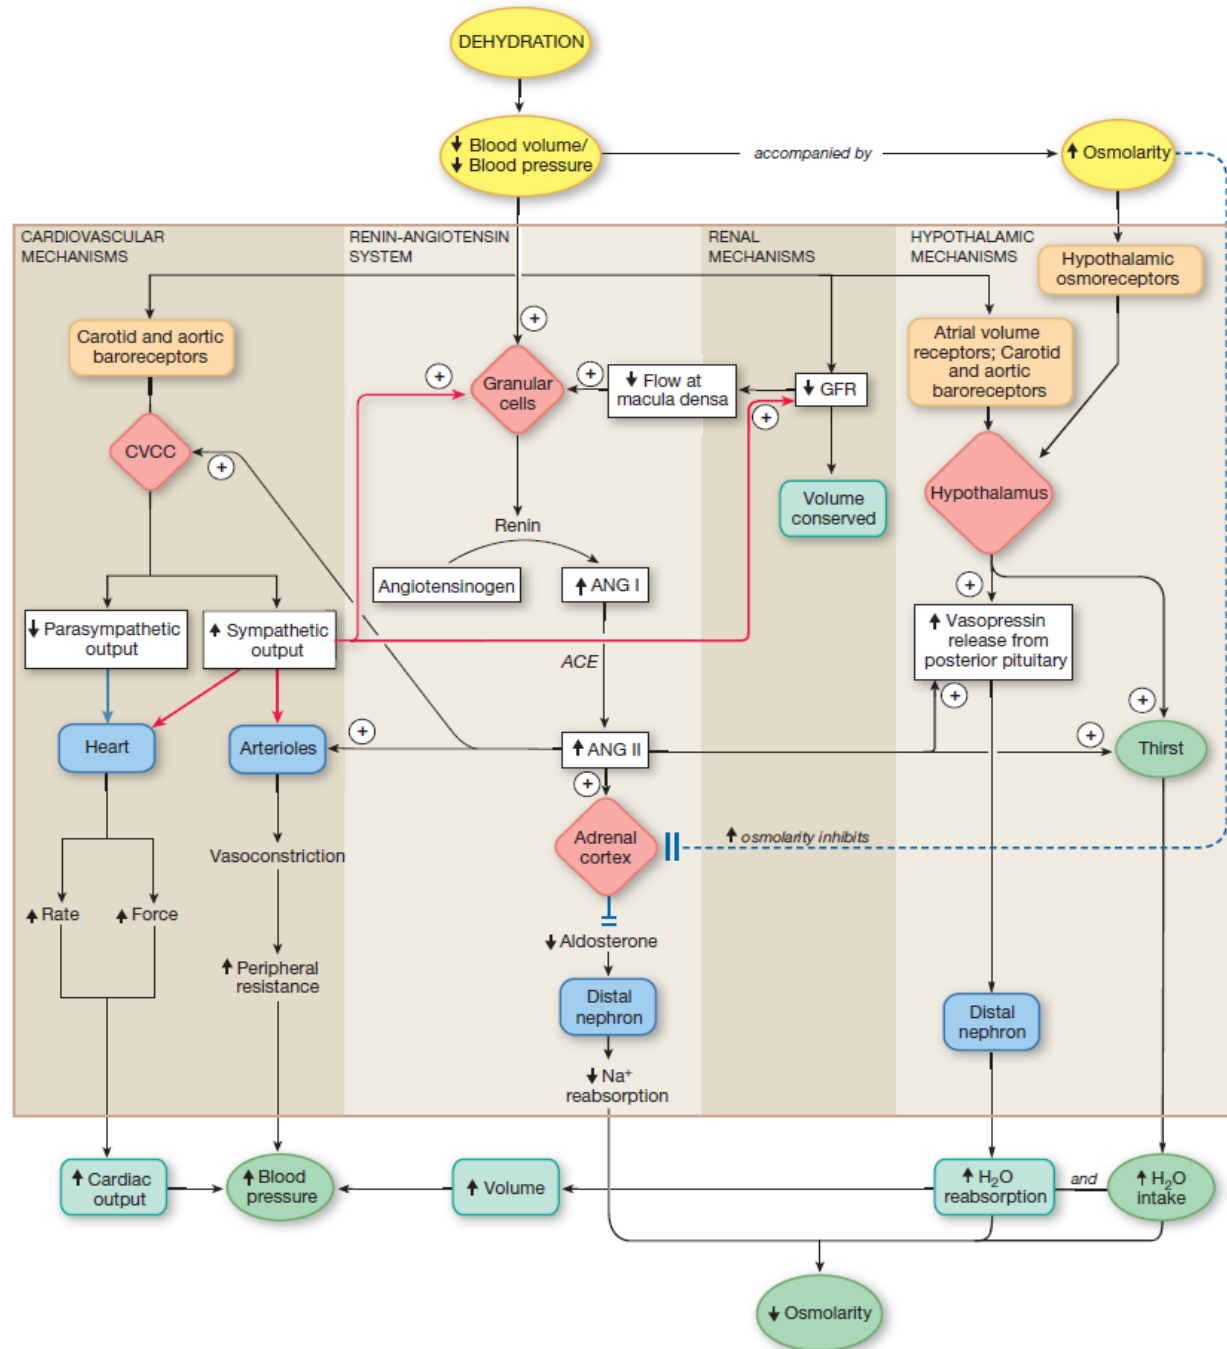 DEHYDRATION
↓ Blood volume/
↓ Blood pressure
accompanied by
↑ Osmolarity
CARDIOVASCULAR
MECHANISMS
RENIN-ANGIOTENSIN
SYSTEM
RENAL
MECHANISMS
HYPOTHALAMIC
MECHANISMS
Hypothalamic
osmoreceptors
Carotid and aortic
baroreceptors
+
Granular
cells
+
+
↓ Flow at
macula densa
↓ GFR
+
Atrial volume
receptors; Carotid
and aortic
baroreceptors
CVCC
+
Volume
conserved
Hypothalamus
Renin
Angiotensinogen
↑ ANG I
+
↓ Parasympathetic
output
↑ Sympathetic
output
ACE
↑ Vasopressin
release from
posterior pituitary
+
+
Heart
Arterioles
+
↑ ANG II
+
Thirst
+
Adrenal
cortex
↑ osmolarity inhibits
Vasoconstriction
↑ Rate
↑ Force
↓ Aldosterone
↑ Peripheral
resistance
Distal
nephron
Distal
nephron
↓ Na⁺
reabsorption
↑ Cardiac
output
↑ Blood
pressure
↑ Volume
↑ H₂O
reabsorption
and
↑ H₂O
intake
↓ Osmolarity